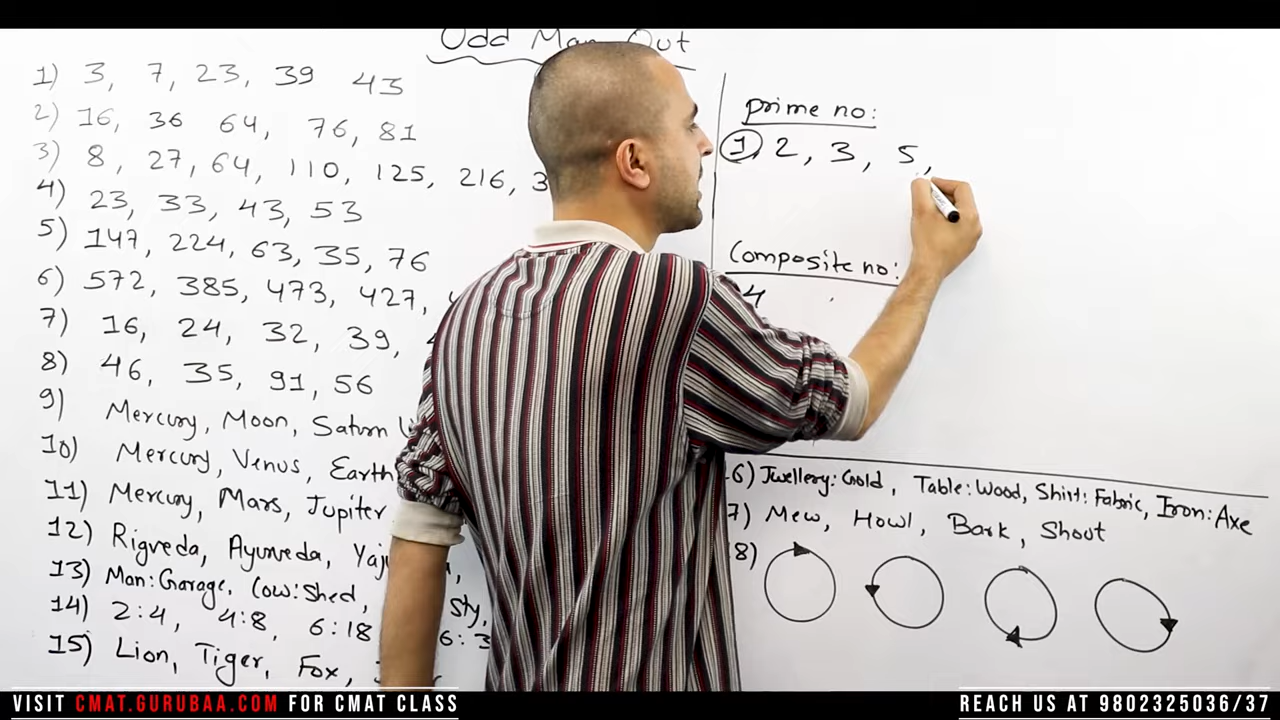 Odd Man Out
1) 3, 7, 23, 39 43
2) 16, 36 64, 76, 81
3) 8, 27, 64, 110, 125, 216, 3
4) 23, 33, 43, 53
5) 147, 224, 63, 35, 76
6) 572, 385, 473, 427,
7) 16, 24, 32, 39,
8) 46, 35, 91, 56
9) Mercury, Moon, Saturn
10) Mercury, Venus, Earth
11) Mercury, Mars, Jupiter
12) Rigveda, Ayurveda,
13) Man:Garage, Cow:Shed, sty,
14) 2:4, 4:8, 6:18 6:3
15) Lion, Tiger, Fox,
prime no:
1, 2, 3, 5,
Composite no:
4
6) Jwellery:Gold, Table:Wood, Shirt:Fabric, Iron:Axe
7) Mew, Howl, Bark, Shout
8)
VISIT CMAT.GURUBAA.COM FOR CMAT CLASS
REACH US AT 9802325036/37